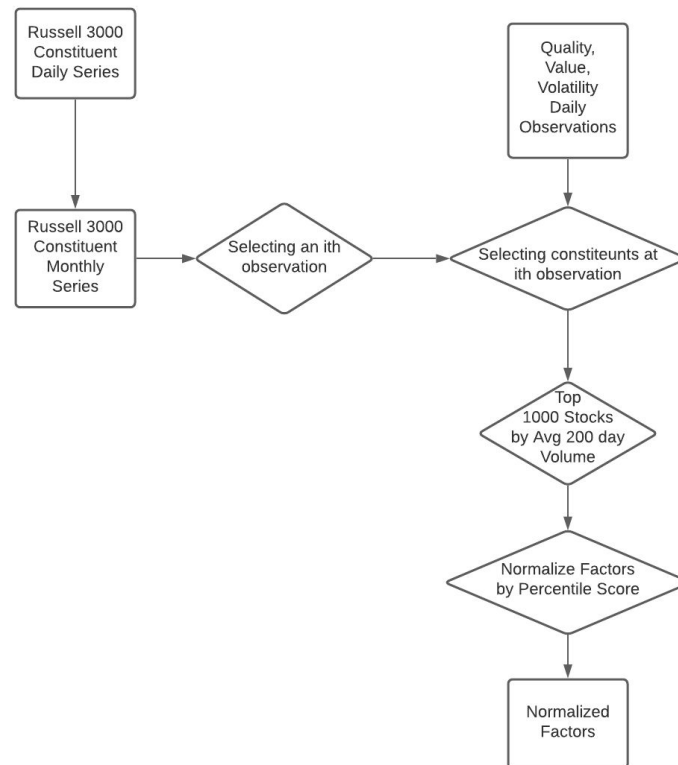 Russell 3000
Constituent
Daily Series
Quality,
Value,
Volatility
Daily
Observations
Russell 3000
Constituent
Monthly
Series
Selecting an ith
observation
Selecting constiteunts at
ith observation
Top
1000 Stocks
by Avg 200 day
Volume
Normalize Factors
by Percentile Score
Normalized
Factors